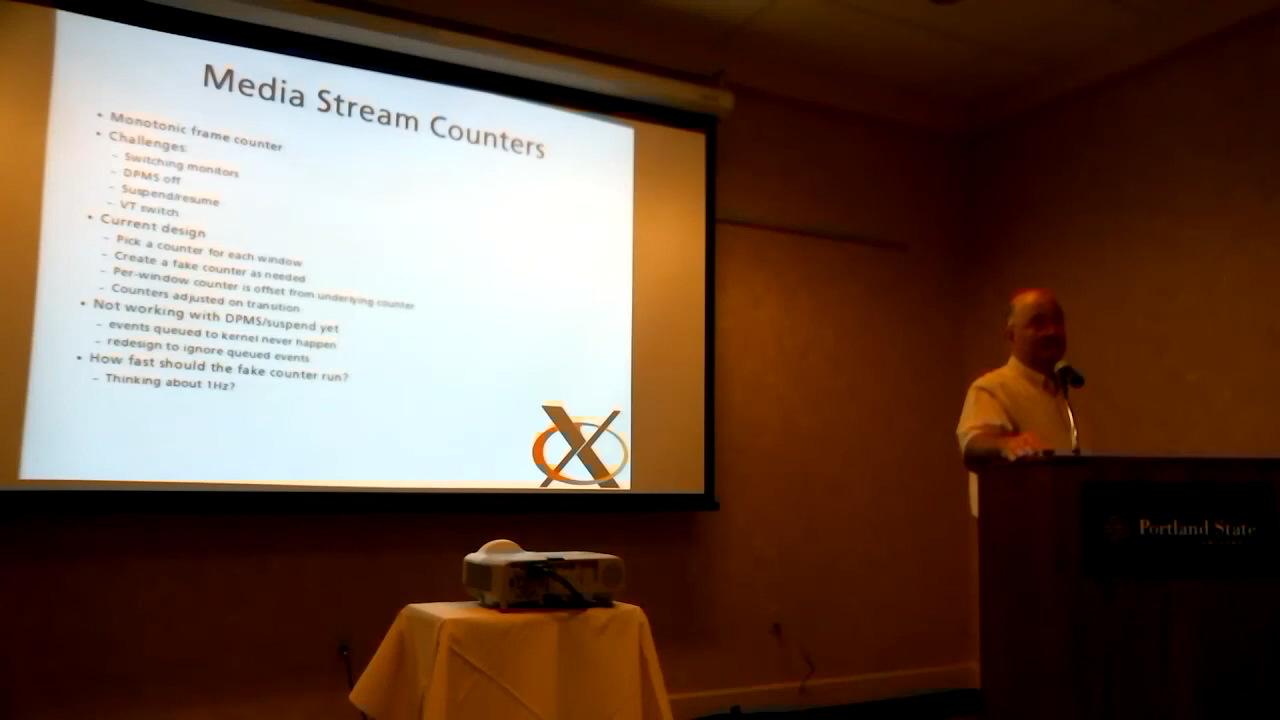 Media Stream Counters
• Monotonic frame counter
• Challenges:
– Switching monitors
– DPMS off
– Suspend/resume
– VT switch
• Current design
– Pick a counter for each window
– Create a fake counter as needed
– Per-window counter is offset from underlying counter
– Counters adjusted on transition
• Not working with DPMS/suspend yet
– events queued to kernel never happen
– redesign to ignore queued events
• How fast should the fake counter run?
– Thinking about 1Hz?
Portland State